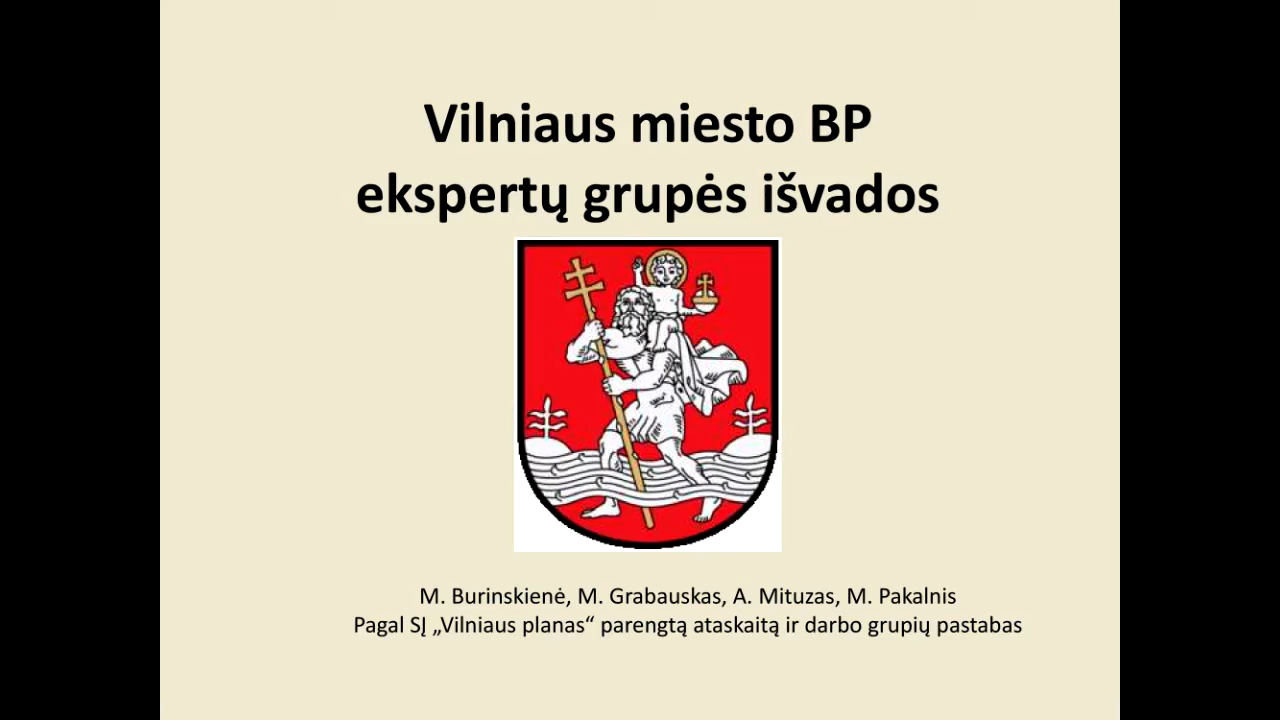 Vilniaus miesto BP
ekspertų grupės išvados
M. Burinskienė, M. Grabauskas, A. Mituzas, M. Pakalnis
Pagal SĮ „Vilniaus planas“ parengtą ataskaitą ir darbo grupių pastabas